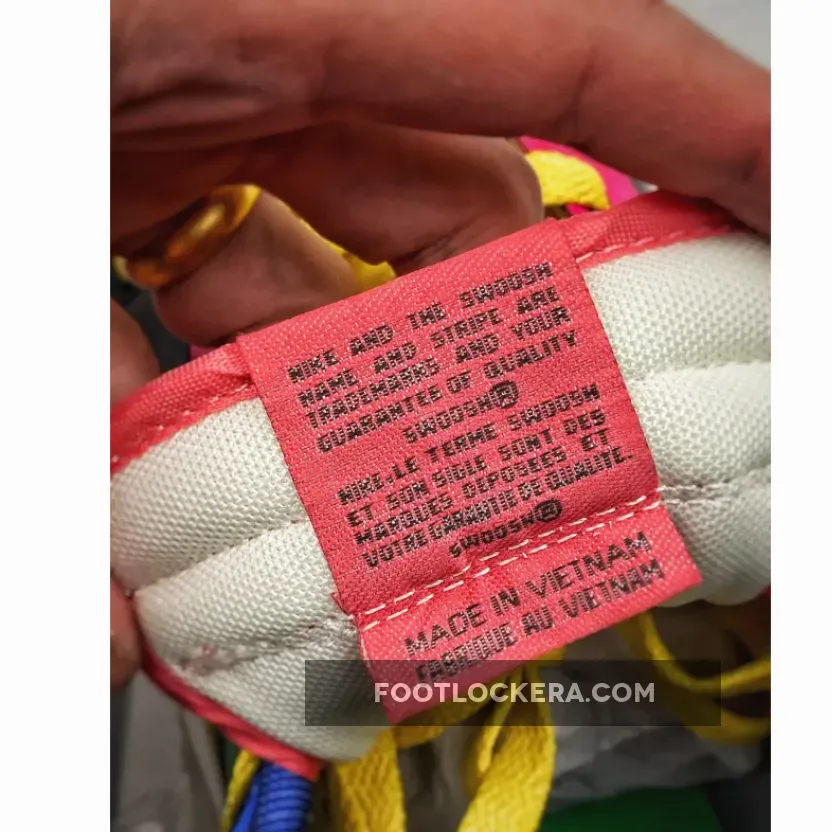 NIKE AND THE SWOOSH
NAME AND STRIPE ARE
TRADEMARKS AND YOUR
GUARANTEE OF QUALITY
SWOOSH®
NIKE.LE TERME SWOOSH
ET SON SIGLE SONT DES
MARQUES DEPOSEES ET
VOTRE GARANTIE DE QUALITE.
SWOOSH®
MADE IN VIETNAM
FABRIQUE AU VIETNAM
FOOTLOCKERA.COM